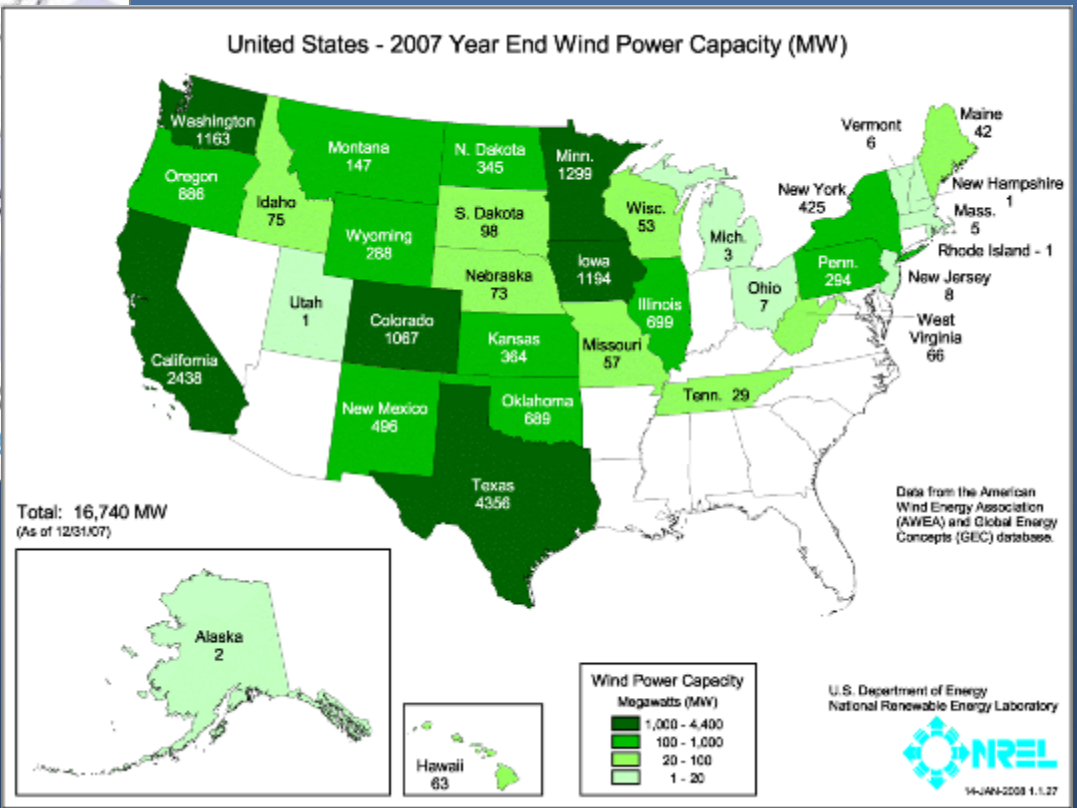 United States - 2007 Year End Wind Power Capacity (MW)
Washington
1163
Oregon
886
California
2438
Idaho
75
Montana
147
Wyoming
288
Utah
1
Colorado
1067
New Mexico
496
N. Dakota
345
S. Dakota
98
Nebraska
73
Kansas
364
Oklahoma
689
Texas
4356
Minn.
1299
Iowa
1194
Missouri
57
Wisc.
53
Illinois
699
Mich.
3
Ohio
7
Tenn. 29
Vermont
6
New York
425
Penn.
294
Maine
42
New Hampshire
1
Mass.
5
Rhode Island - 1
New Jersey
8
West
Virginia
66
Total: 16,740 MW
(As of 12/31/07)
Data from the American
Wind Energy Association
(AWEA) and Global Energy
Concepts (GEC) database.
Alaska
2
Hawaii
63
Wind Power Capacity
Megawatts (MW)
1,000 - 4,400
100 - 1,000
20 - 100
1 - 20
U.S. Department of Energy
National Renewable Energy Laboratory
NREL
14-JAN-2008 1.1.27